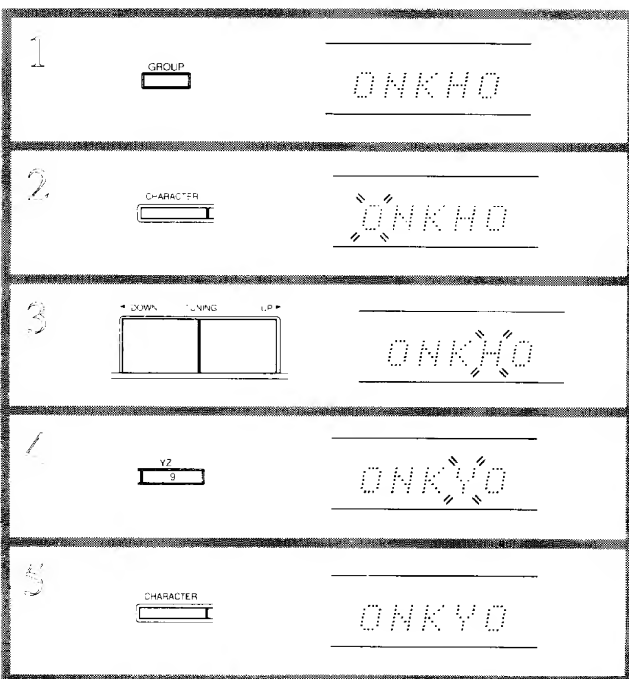 1
GROUP
ONKHO
2
CHARACTER
ONKHO
3
◄ DOWN TUNING UP ►
ONKHO
4
YZ
9
ONKYO
5
CHARACTER
ONKYO